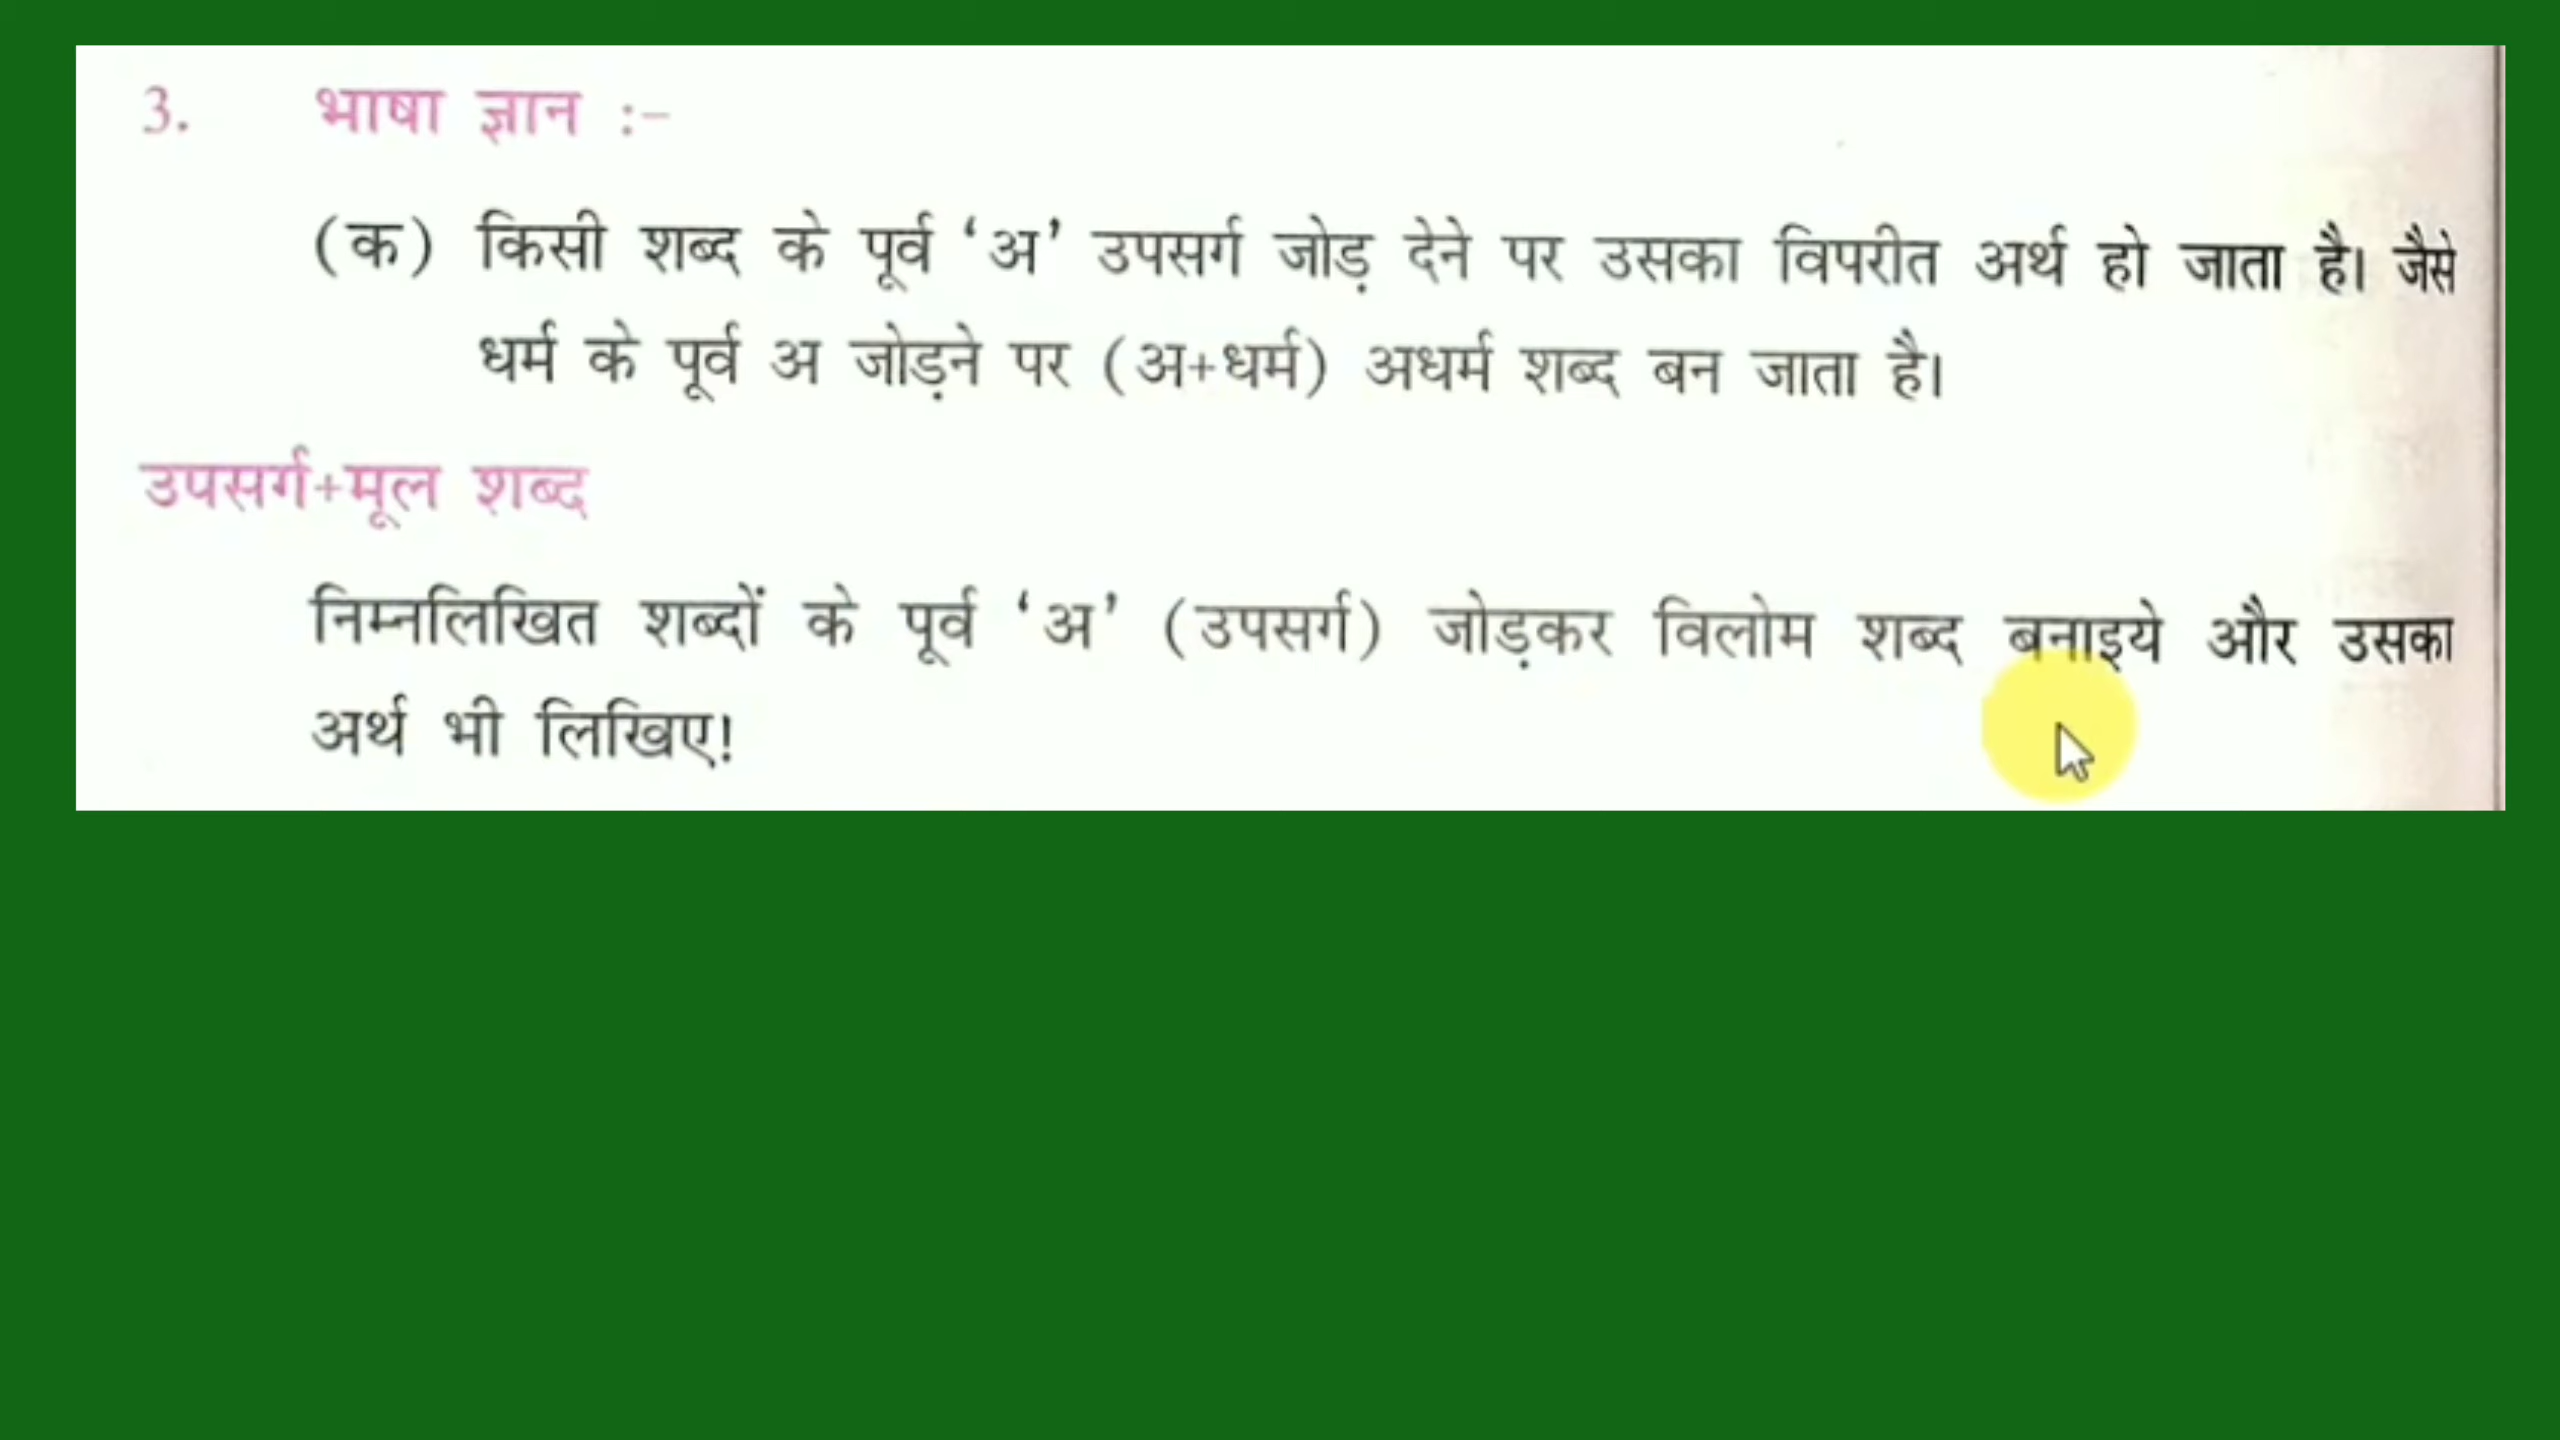 3. भाषा ज्ञान :-
(क) किसी शब्द के पूर्व ‘अ’ उपसर्ग जोड़ देने पर उसका विपरीत अर्थ हो जाता है। जैसे
धर्म के पूर्व अ जोड़ने पर (अ+धर्म) अधर्म शब्द बन जाता है।
उपसर्ग+मूल शब्द
निम्नलिखित शब्दों के पूर्व ‘अ’ (उपसर्ग) जोड़कर विलोम शब्द बनाइये और उसका
अर्थ भी लिखिए!